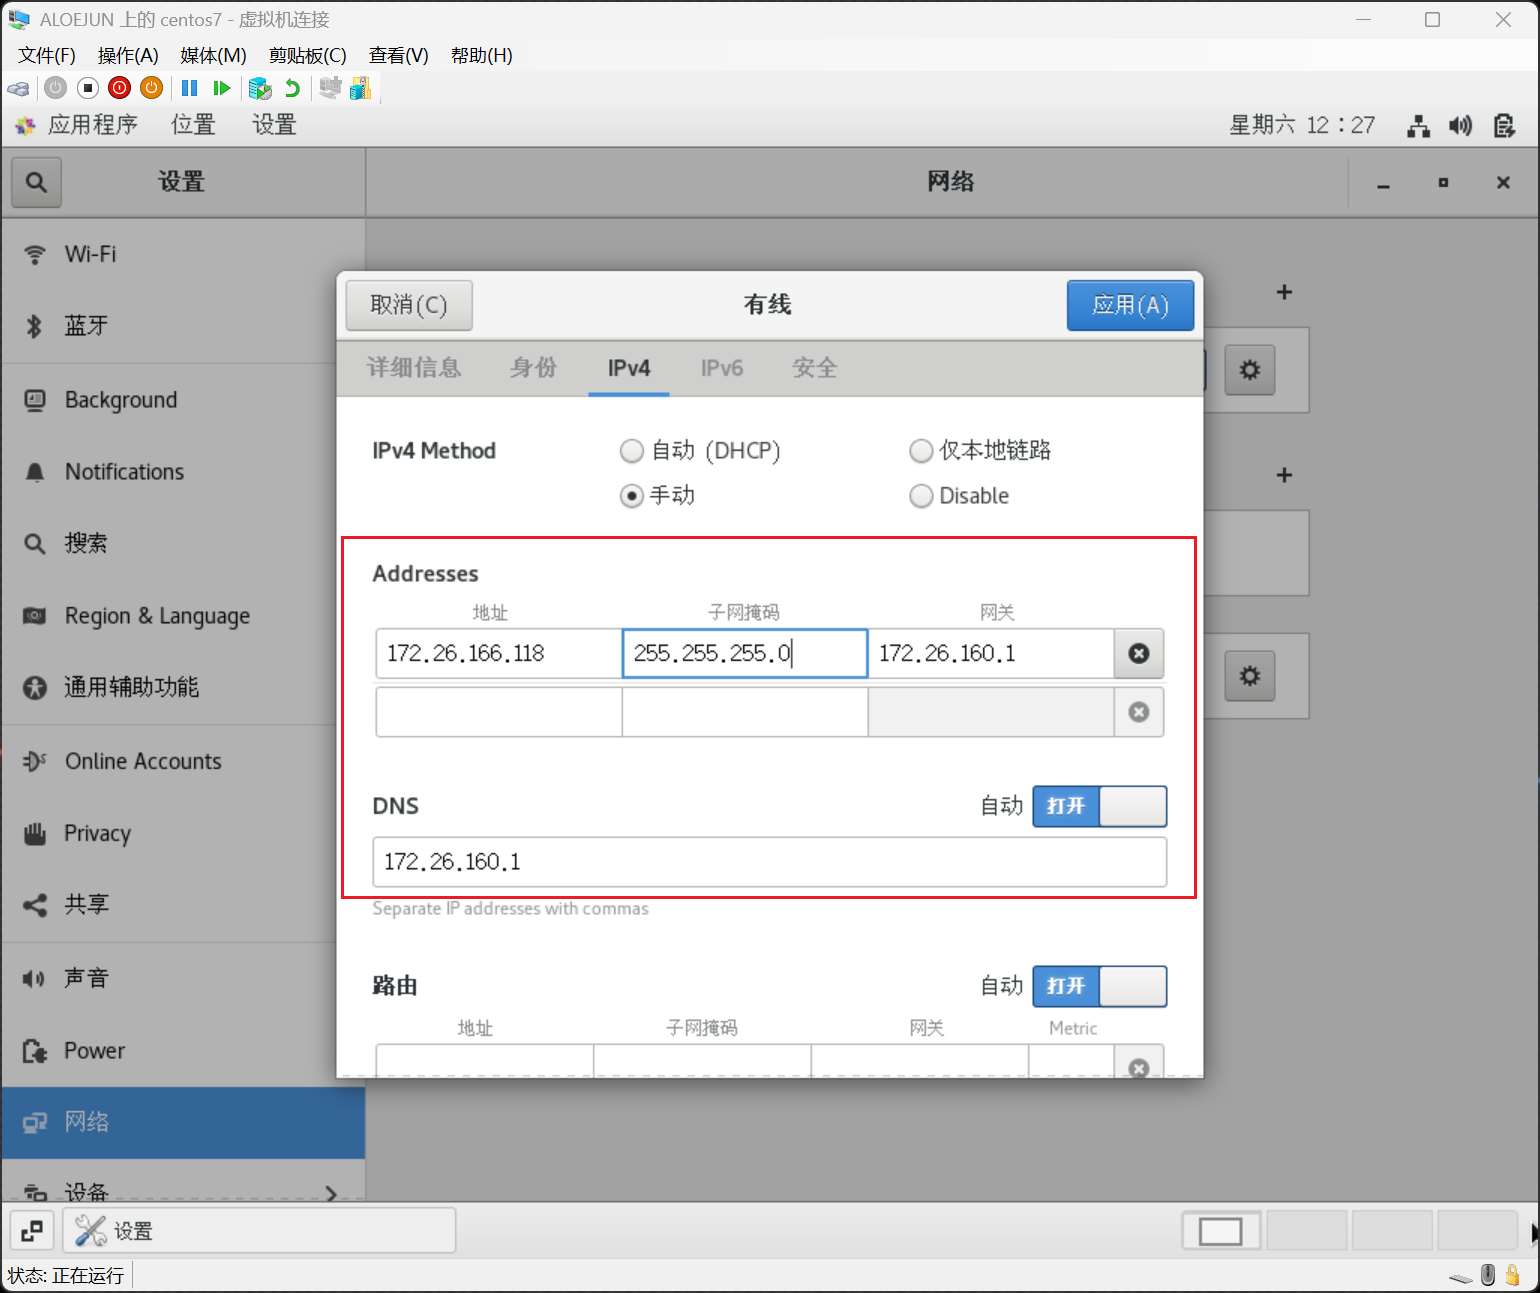 ALOEJUN 上的 centos7 - 虚拟机连接
文件(F) 操作(A) 媒体(M) 剪贴板(C) 查看(V) 帮助(H)
应用程序 位置 设置 星期六 12：27
设置 网络
Wi-Fi
蓝牙
Background
Notifications
搜索
Region & Language
通用辅助功能
Online Accounts
Privacy
共享
声音
Power
网络
设备
取消(C) 有线 应用(A)
详细信息 身份 IPv4 IPv6 安全
IPv4 Method 自动 (DHCP) 仅本地链路
手动 Disable
Addresses
地址 子网掩码 网关
172.26.166.118 255.255.255.0 172.26.160.1
DNS 自动 打开
172.26.160.1
Separate IP addresses with commas
路由 自动 打开
地址 子网掩码 网关 Metric
设置
状态: 正在运行